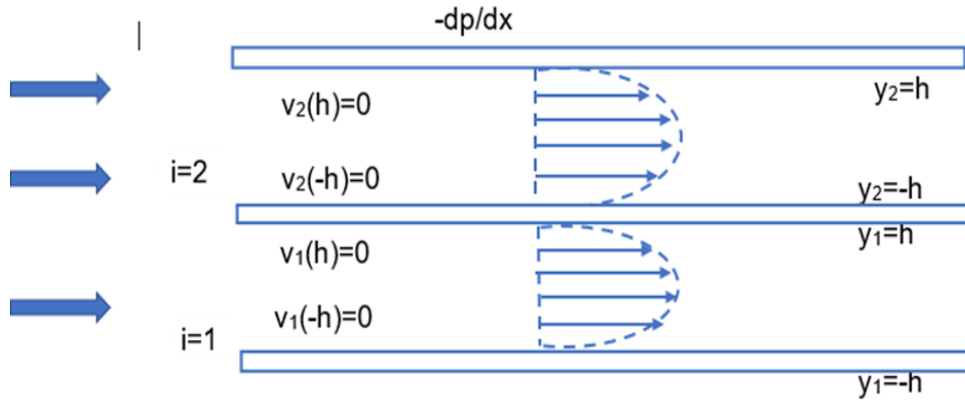 -dp/dx
v₂(h)=0
y₂=h
i=2
v₂(-h)=0
y₂=-h
y₁=h
v₁(h)=0
v₁(-h)=0
i=1
y₁=-h